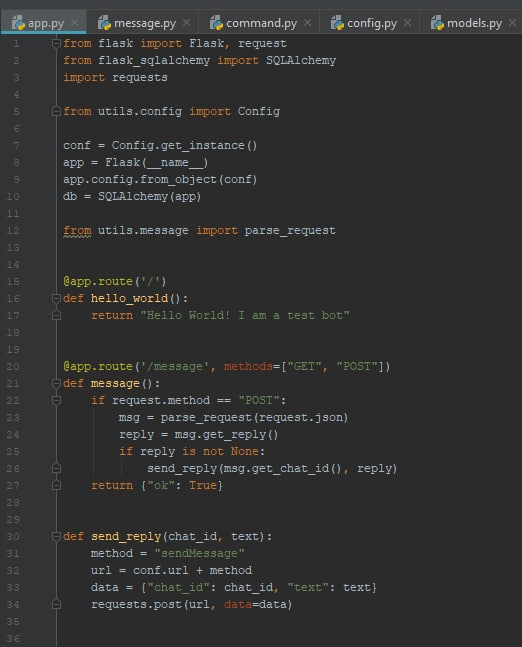 app.py message.py command.py config.py models.py
1 from flask import Flask, request
2 from flask_sqlalchemy import SQLAlchemy
3 import requests
4
5 from utils.config import Config
6
7 conf = Config.get_instance()
8 app = Flask(__name__)
9 app.config.from_object(conf)
10 db = SQLAlchemy(app)
11
12 from utils.message import parse_request
13
14
15 @app.route('/')
16 def hello_world():
17     return "Hello World! I am a test bot"
18
19
20 @app.route('/message', methods=["GET", "POST"])
21 def message():
22     if request.method == "POST":
23         msg = parse_request(request.json)
24         reply = msg.get_reply()
25         if reply is not None:
26             send_reply(msg.get_chat_id(), reply)
27     return {"ok": True}
28
29
30 def send_reply(chat_id, text):
31     method = "sendMessage"
32     url = conf.url + method
33     data = {"chat_id": chat_id, "text": text}
34     requests.post(url, data=data)
35
36